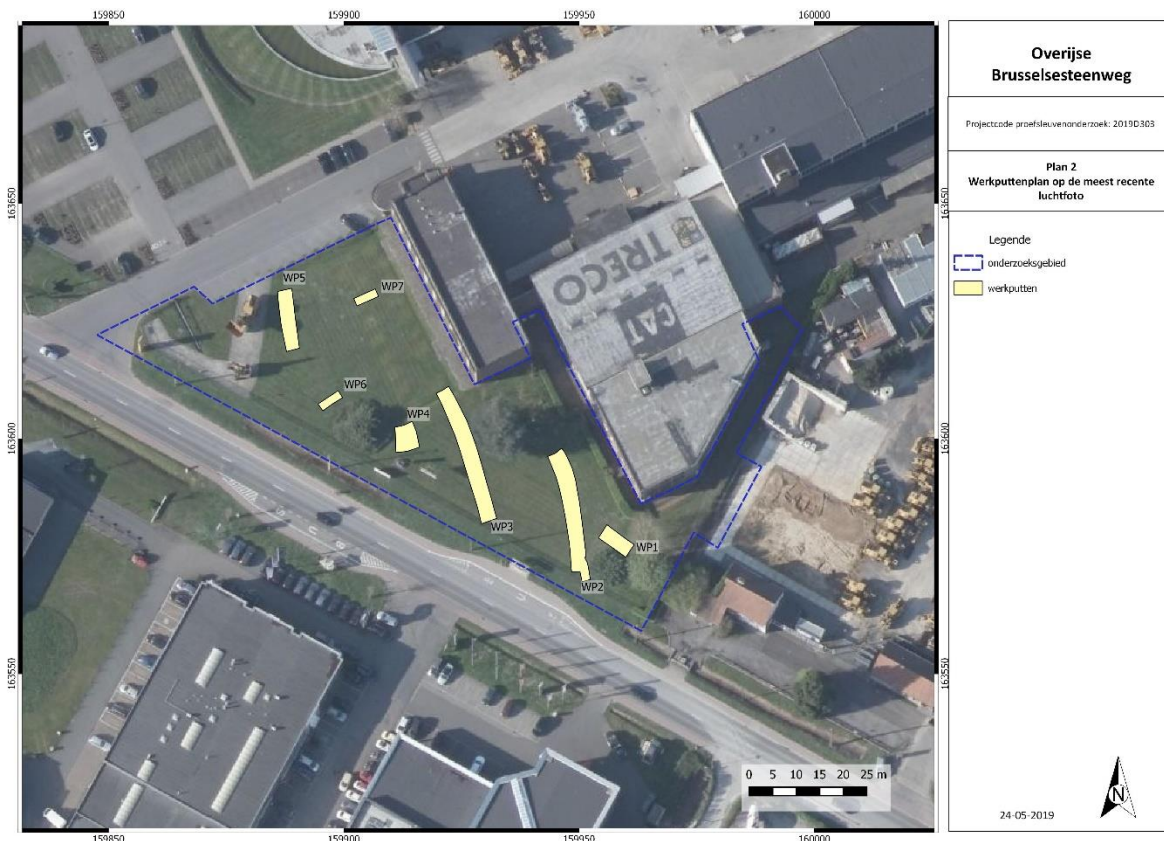 159850 159900 159950 160000
Overijse
Brusselsesteenweg
Projectcode proefsleuvenonderzoek: 2019D303
Plan 2
Werkputtenplan op de meest recente
luchtfoto
Legende
onderzoeksgebied
werkputten
163650
163650
TRECO
CAT
WP5
WP7
WP6
WP4
163600
163600
WP3
WP1
WP2
163550
163550
0 5 10 15 20 25 m
N
24-05-2019
159850 159900 159950 160000